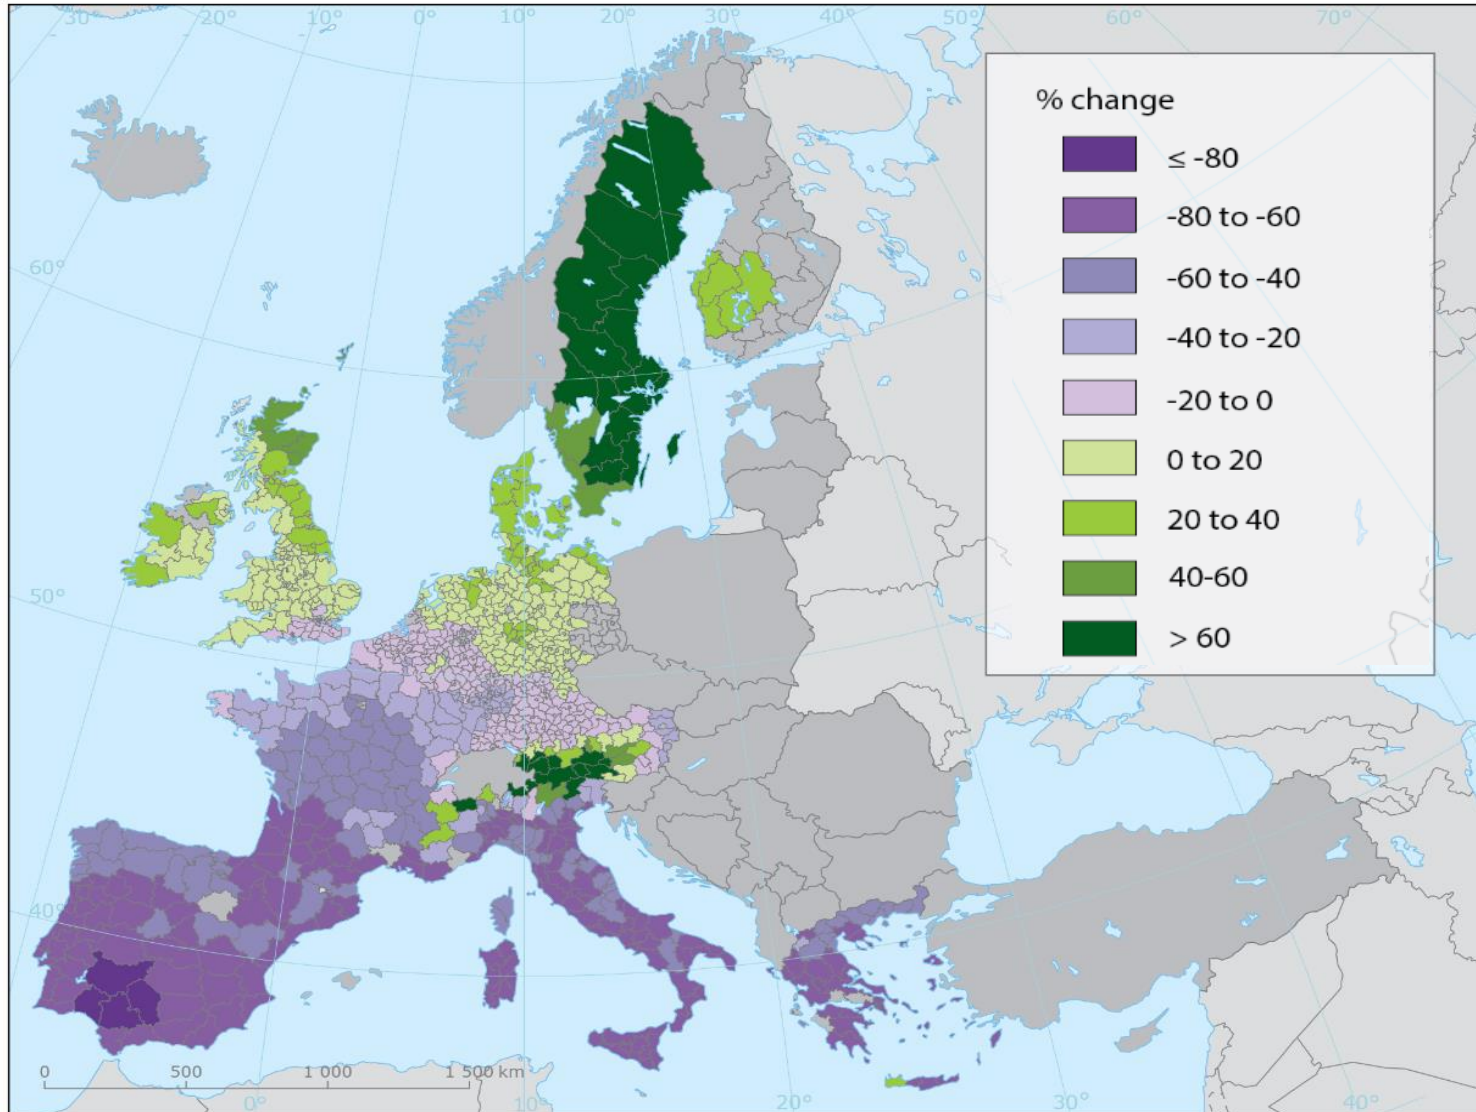 30° 20° 10° 0° 10° 20° 30° 40° 50° 60° 70°
% change
≤ -80
-80 to -60
-60 to -40
-40 to -20
-20 to 0
0 to 20
20 to 40
40-60
> 60
60°
50°
40°
0 500 1 000 1 500 km
0° 10° 20° 30° 40°